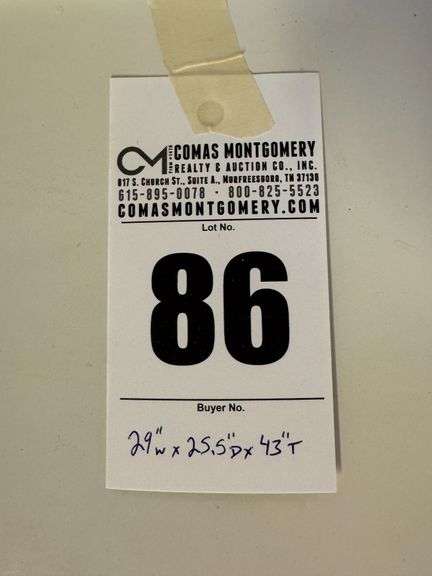 CM COMAS MONTGOMERY
REALTY & AUCTION CO., INC.
817 S. CHURCH ST., SUITE A., MURFREESBORO, TN 37130
615-895-0078 · 800-825-5523
COMASMONTGOMERY.COM
Lot No.
86
Buyer No.
29"W x 25.5"D x 43"T